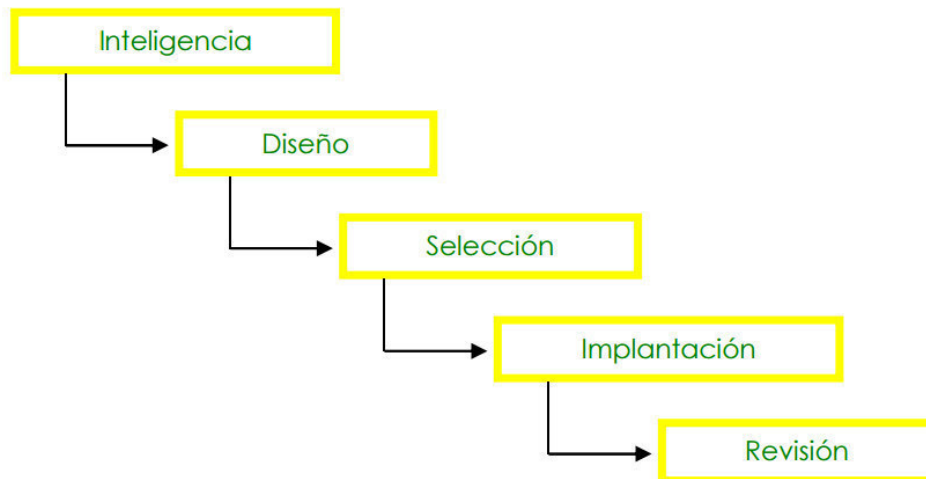 Inteligencia
Diseño
Selección
Implantación
Revisión